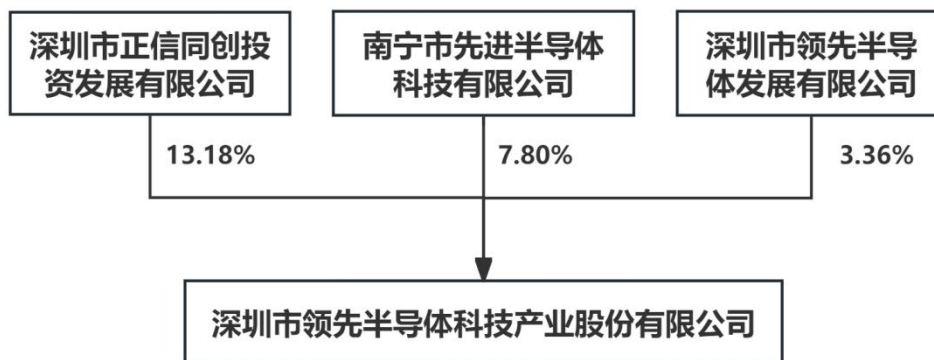 深圳市正信同创投
资发展有限公司
南宁市先进半导体
科技有限公司
深圳市领先半导
体发展有限公司
13.18%
7.80%
3.36%
深圳市领先半导体科技产业股份有限公司